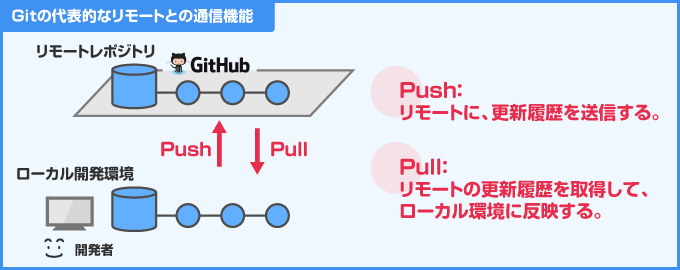 Gitの代表的なリモートとの通信機能
リモートレポジトリ
GitHub
Push
Pull
ローカル開発環境
開発者
Push:
リモートに、更新履歴を送信する。
Pull:
リモートの更新履歴を取得して、
ローカル環境に反映する。